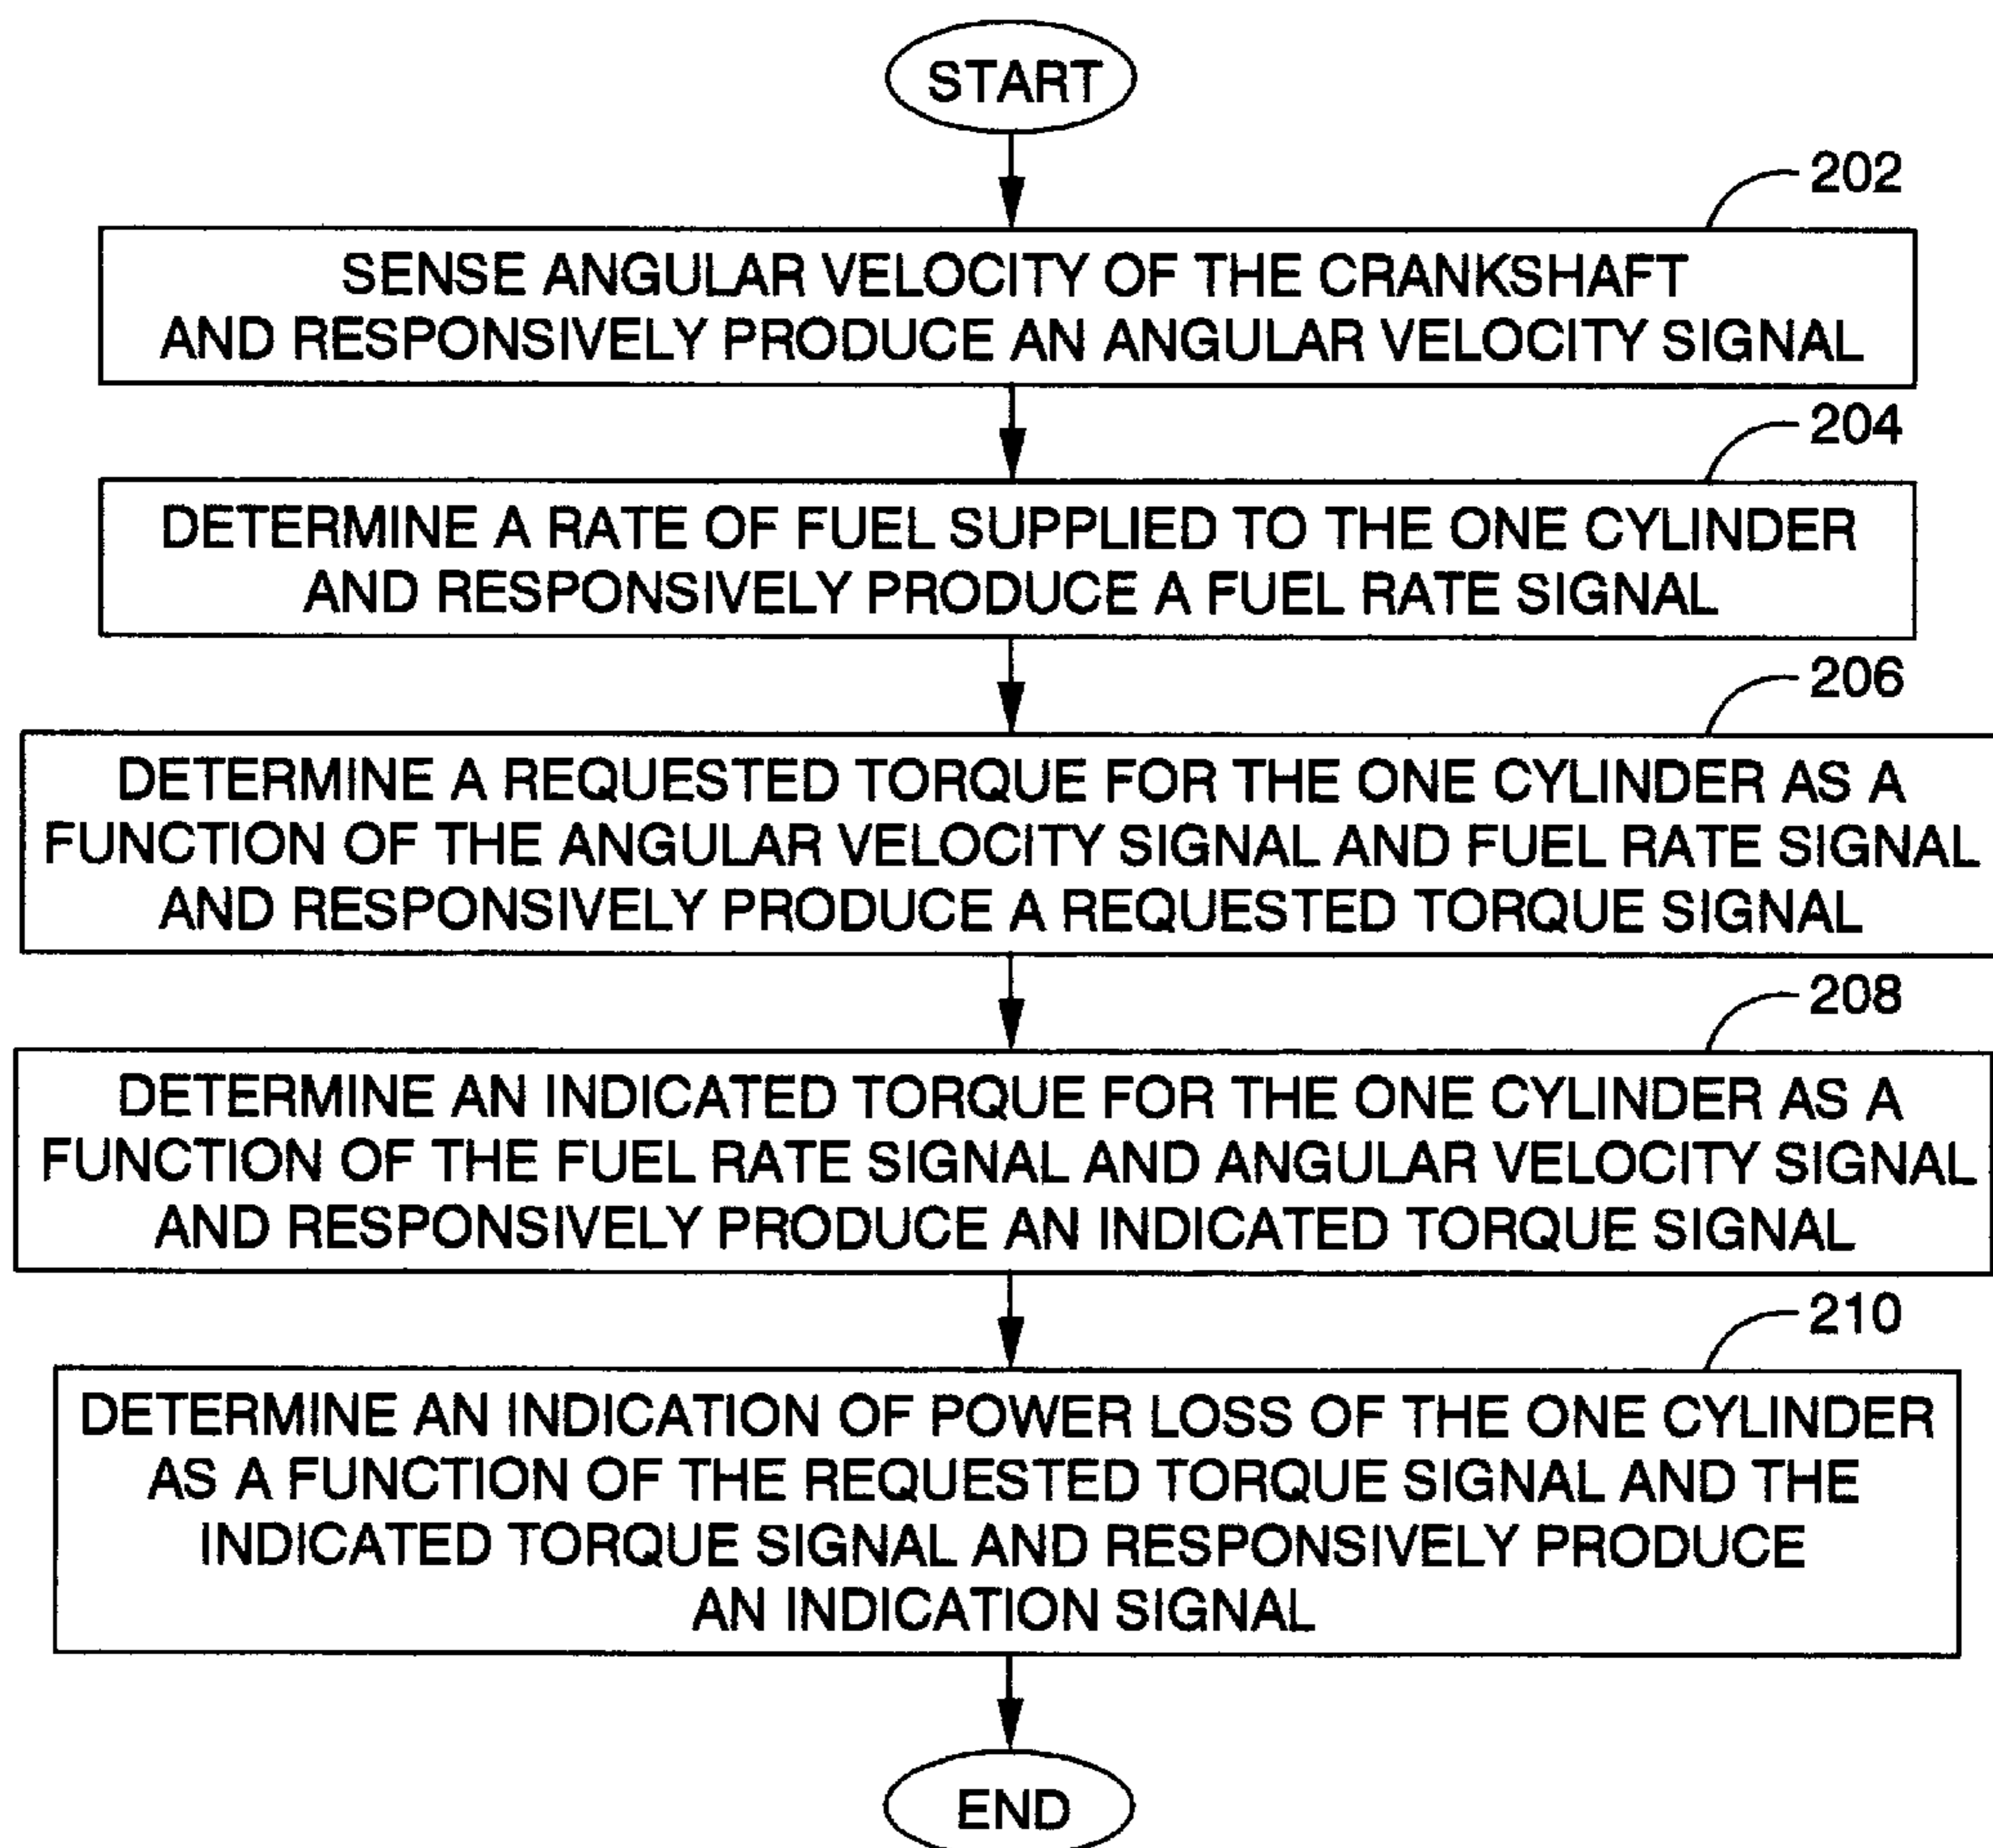 START
202
SENSE ANGULAR VELOCITY OF THE CRANKSHAFT
AND RESPONSIVELY PRODUCE AN ANGULAR VELOCITY SIGNAL
204
DETERMINE A RATE OF FUEL SUPPLIED TO THE ONE CYLINDER
AND RESPONSIVELY PRODUCE A FUEL RATE SIGNAL
206
DETERMINE A REQUESTED TORQUE FOR THE ONE CYLINDER AS A
FUNCTION OF THE ANGULAR VELOCITY SIGNAL AND FUEL RATE SIGNAL
AND RESPONSIVELY PRODUCE A REQUESTED TORQUE SIGNAL
208
DETERMINE AN INDICATED TORQUE FOR THE ONE CYLINDER AS A
FUNCTION OF THE FUEL RATE SIGNAL AND ANGULAR VELOCITY SIGNAL
AND RESPONSIVELY PRODUCE AN INDICATED TORQUE SIGNAL
210
DETERMINE AN INDICATION OF POWER LOSS OF THE ONE CYLINDER
AS A FUNCTION OF THE REQUESTED TORQUE SIGNAL AND THE
INDICATED TORQUE SIGNAL AND RESPONSIVELY PRODUCE
AN INDICATION SIGNAL
END